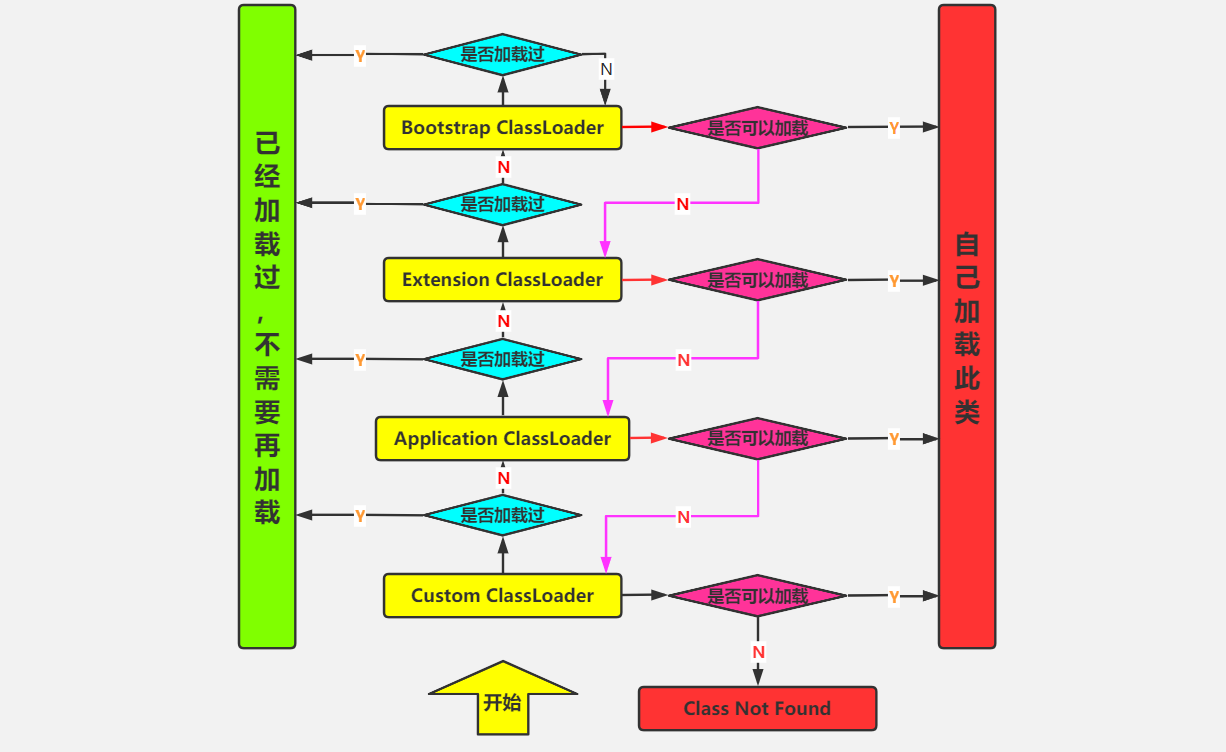 已经加载过，不需要再加载
是否加载过
Y
N
Bootstrap ClassLoader
是否可以加载
Y
N
是否加载过
Y
N
Extension ClassLoader
是否可以加载
Y
N
是否加载过
Y
N
Application ClassLoader
是否可以加载
Y
N
是否加载过
Y
N
Custom ClassLoader
是否可以加载
Y
N
开始
Class Not Found
自己加载此类